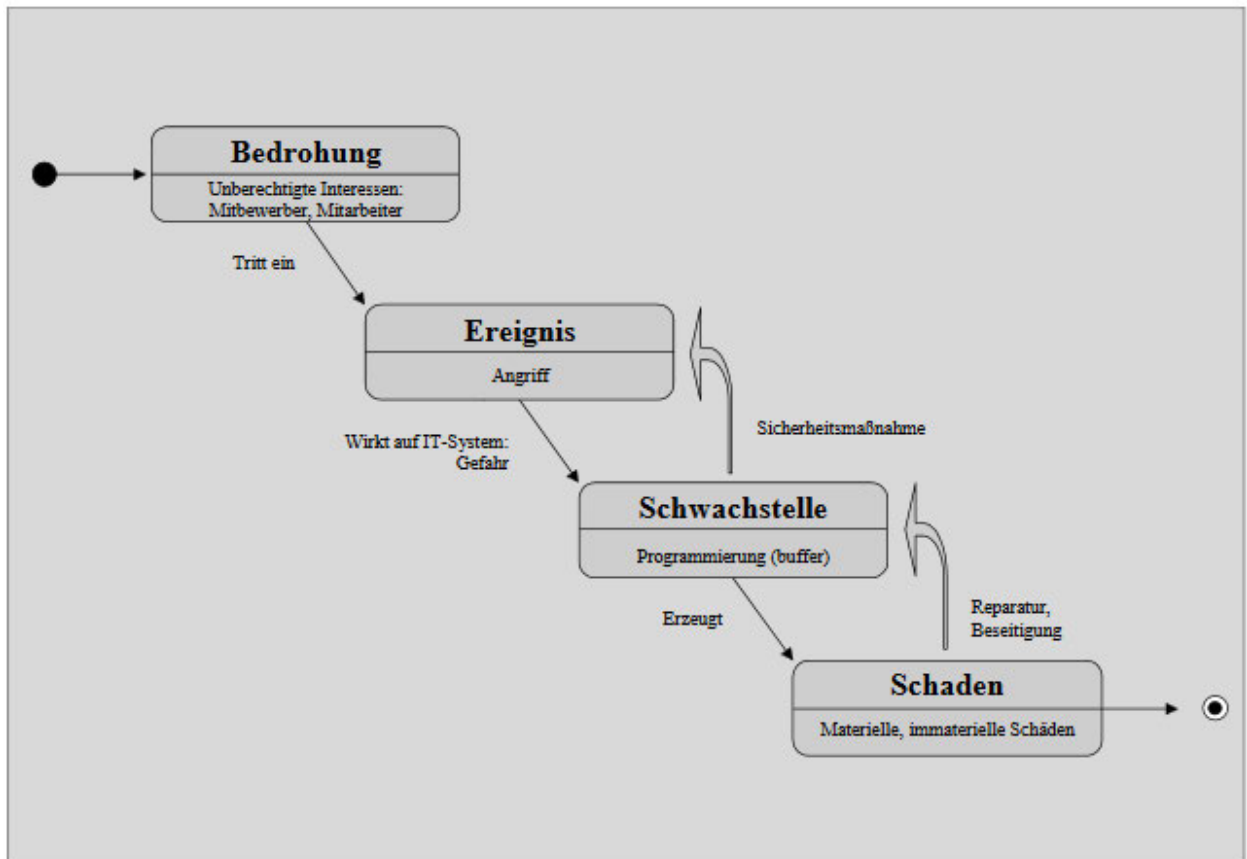 Bedrohung
Unberechtigte Interessen:
Mitbewerber, Mitarbeiter
Tritt ein
Ereignis
Angriff
Sicherheitsmaßnahme
Wirkt auf IT-System:
Gefahr
Schwachstelle
Programmierung (buffer)
Erzeugt
Reparatur,
Beseitigung
Schaden
Materielle, immaterielle Schäden